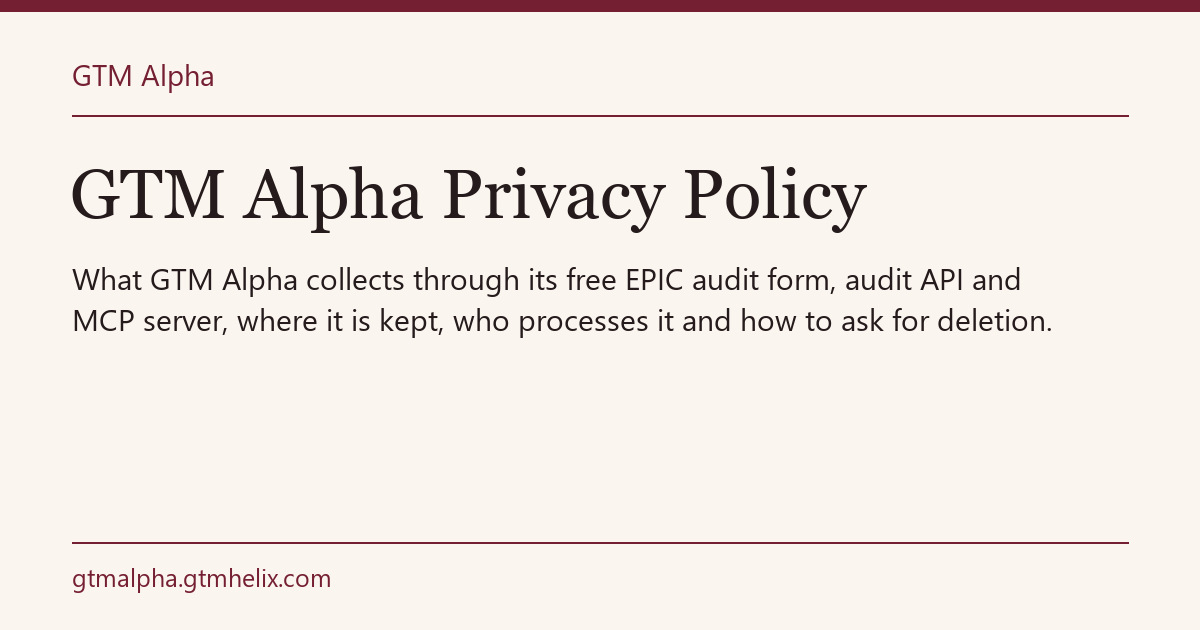 GTM Alpha
GTM Alpha Privacy Policy
What GTM Alpha collects through its free EPIC audit form, audit API and
MCP server, where it is kept, who processes it and how to ask for deletion.
gtmalpha.gtmhelix.com